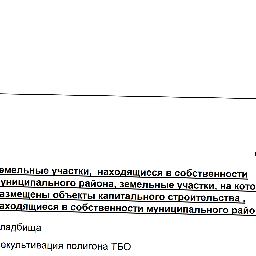 емельные участки, находящиеся в собственности
униципального района, земельные участки, на кото
азмещены объекты капитального строительства ,
аходящиеся в собственности муниципального райо
ладбища
екультивация полигона ТБО